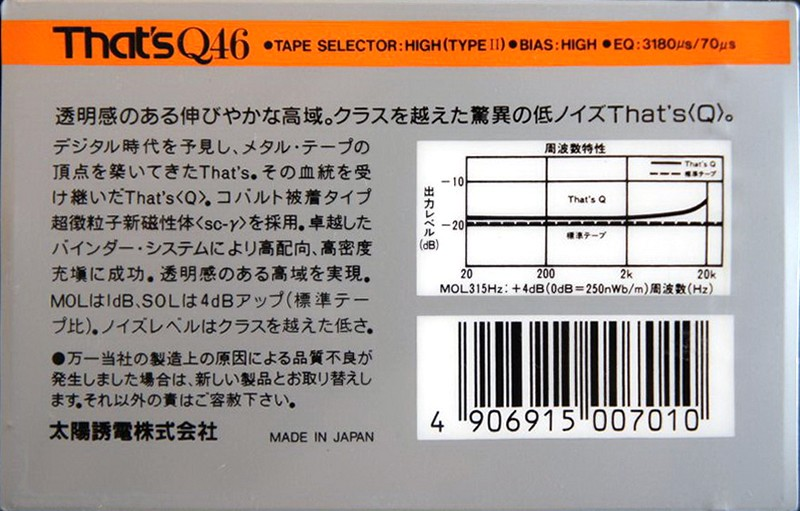 That's Q46 ●TAPE SELECTOR:HIGH(TYPE II)●BIAS:HIGH ●EQ:3180μs/70μs
透明感のある伸びやかな高域。クラスを越えた驚異の低ノイズThat's〈Q〉。
デジタル時代を予見し、メタル・テープの
頂点を築いてきたThat's。その血統を受
け継いだThat's〈Q〉。コバルト被着タイプ
超微粒子新磁性体〈sc-γ〉を採用。卓越した
バインダー・システムにより高配向、高密度
充塡に成功。透明感のある高域を実現。
MOLは1dB、SOLは4dBアップ(標準テー
プ比)。ノイズレベルはクラスを越えた低さ。
●万一当社の製造上の原因による品質不良が
発生しました場合は、新しい製品とお取り替えし
ます。それ以外の責はご容赦下さい。
太陽誘電株式会社 MADE IN JAPAN
周波数特性
That's Q
標準テープ
出力レベル(dB)
-10
That's Q
-20
標準テープ
20 200 2k 20k
MOL315Hz:+4dB(0dB=250nWb/m)周波数(Hz)
4 906915 007010